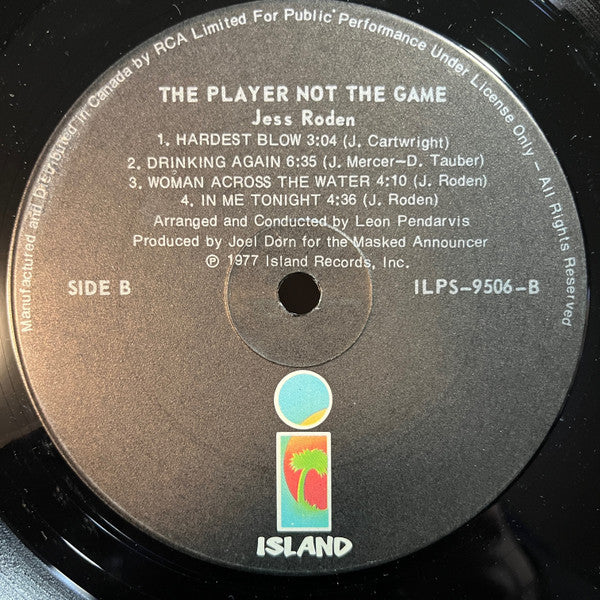 Manufactured and Distributed in Canada by RCA Limited For Public Performance Under License Only – All Rights Reserved
THE PLAYER NOT THE GAME
Jess Roden
1. HARDEST BLOW 3:04 (J. Cartwright)
2. DRINKING AGAIN 6:35 (J. Mercer–D. Tauber)
3. WOMAN ACROSS THE WATER 4:10 (J. Roden)
4. IN ME TONIGHT 4:36 (J. Roden)
Arranged and Conducted by Leon Pendarvis
Produced by Joel Dorn for the Masked Announcer
℗ 1977 Island Records, Inc.
SIDE B
ILPS-9506-B
ISLAND